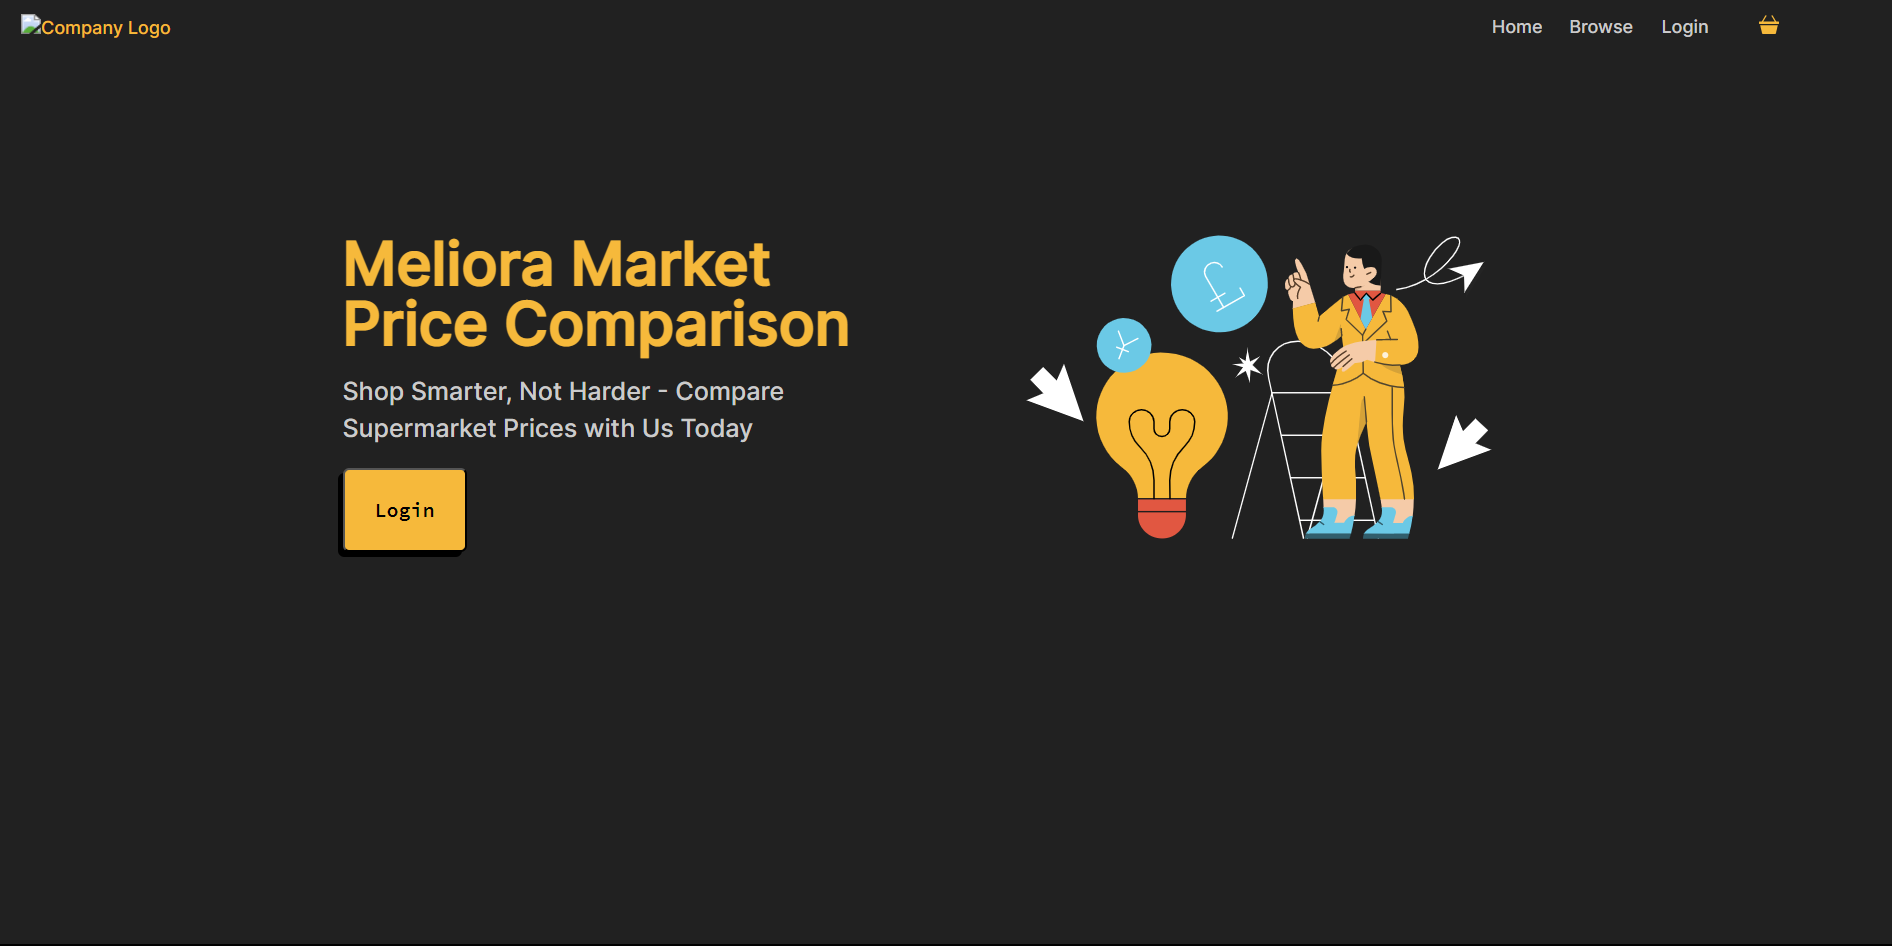 Company Logo
Home Browse Login
Meliora Market
Price Comparison
Shop Smarter, Not Harder - Compare
Supermarket Prices with Us Today
Login
£
¥